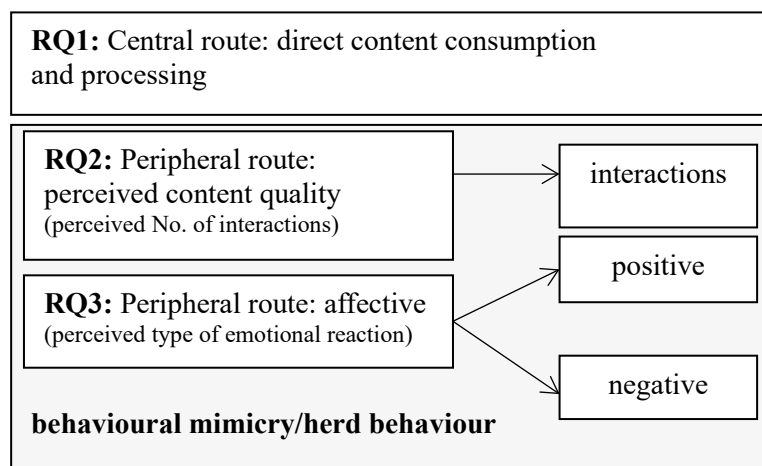 RQ1: Central route: direct content consumption
and processing
RQ2: Peripheral route:
perceived content quality
(perceived No. of interactions)
interactions
RQ3: Peripheral route: affective
(perceived type of emotional reaction)
positive
negative
behavioural mimicry/herd behaviour